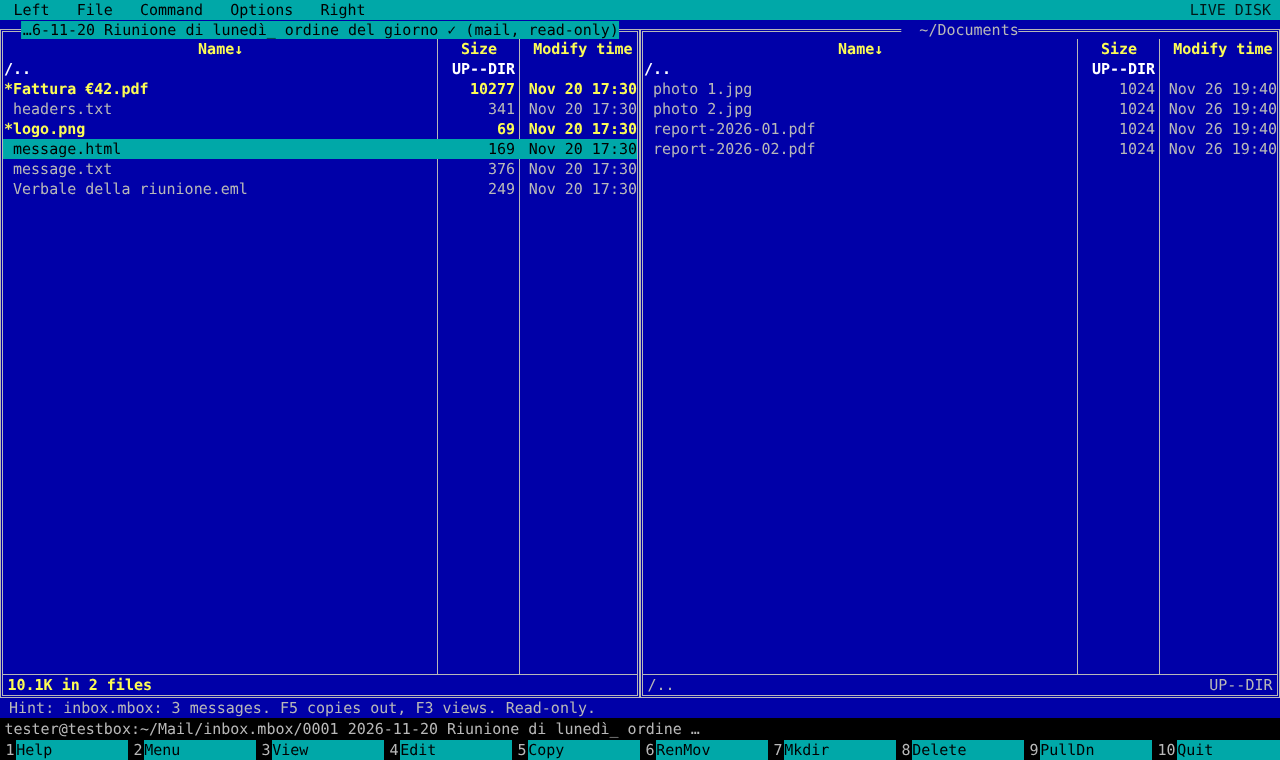 Left File Command Options Right LIVE DISK
…6-11-20 Riunione di lunedì_ ordine del giorno ✓ (mail, read-only) ~/Documents
Name↓ Size Modify time Name↓ Size Modify time
/.. UP--DIR /.. UP--DIR
*Fattura €42.pdf 10277 Nov 20 17:30 photo 1.jpg 1024 Nov 26 19:40
headers.txt 341 Nov 20 17:30 photo 2.jpg 1024 Nov 26 19:40
*logo.png 69 Nov 20 17:30 report-2026-01.pdf 1024 Nov 26 19:40
message.html 169 Nov 20 17:30 report-2026-02.pdf 1024 Nov 26 19:40
message.txt 376 Nov 20 17:30
Verbale della riunione.eml 249 Nov 20 17:30
10.1K in 2 files /.. UP--DIR
Hint: inbox.mbox: 3 messages. F5 copies out, F3 views. Read-only.
tester@testbox:~/Mail/inbox.mbox/0001 2026-11-20 Riunione di lunedì_ ordine …
1Help 2Menu 3View 4Edit 5Copy 6RenMov 7Mkdir 8Delete 9PullDn 10Quit